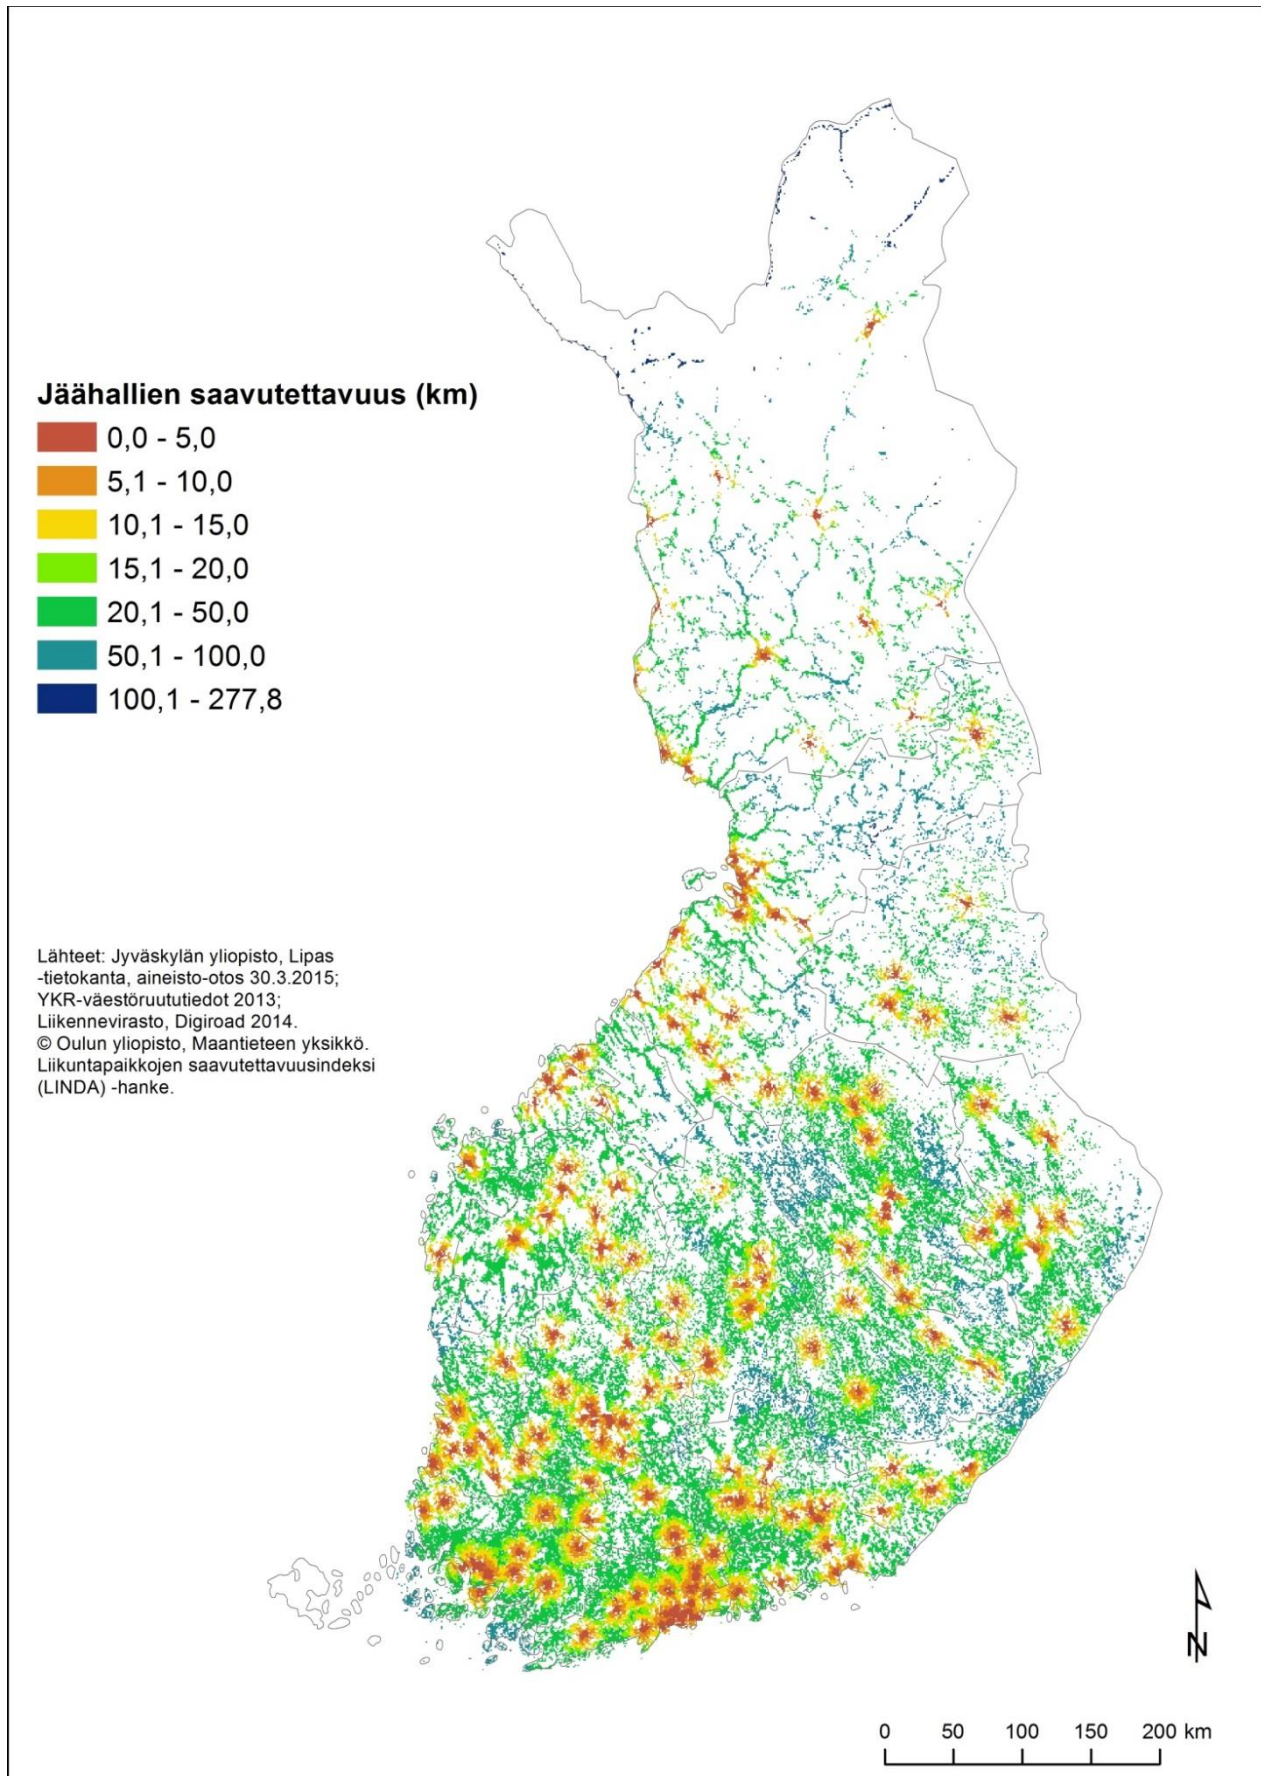 Jäähallien saavutettavuus (km)
0,0 - 5,0
5,1 - 10,0
10,1 - 15,0
15,1 - 20,0
20,1 - 50,0
50,1 - 100,0
100,1 - 277,8
Lähteet: Jyväskylän yliopisto, Lipas
-tietokanta, aineisto-otos 30.3.2015;
YKR-väestöruututiedot 2013;
Liikennevirasto, Digiroad 2014.
© Oulun yliopisto, Maantieteen yksikkö.
Liikuntapaikkojen saavutettavuusindeksi
(LINDA) -hanke.
N
0 50 100 150 200 km